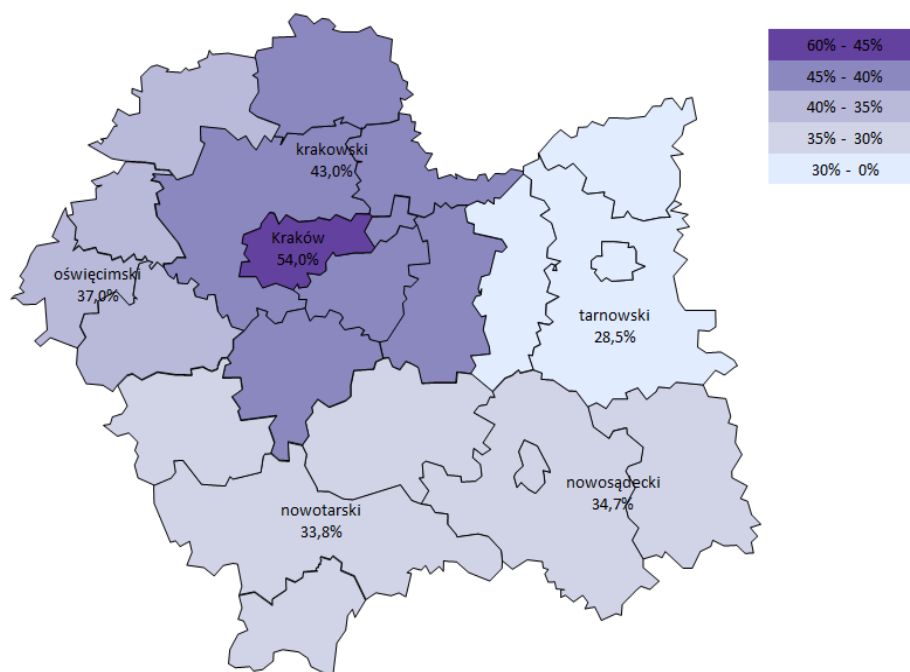 60% - 45%
45% - 40%
40% - 35%
35% - 30%
30% - 0%
krakowski
43,0%
Kraków
54,0%
oświęcimski
37,0%
tarnowski
28,5%
nowosądecki
34,7%
nowotarski
33,8%